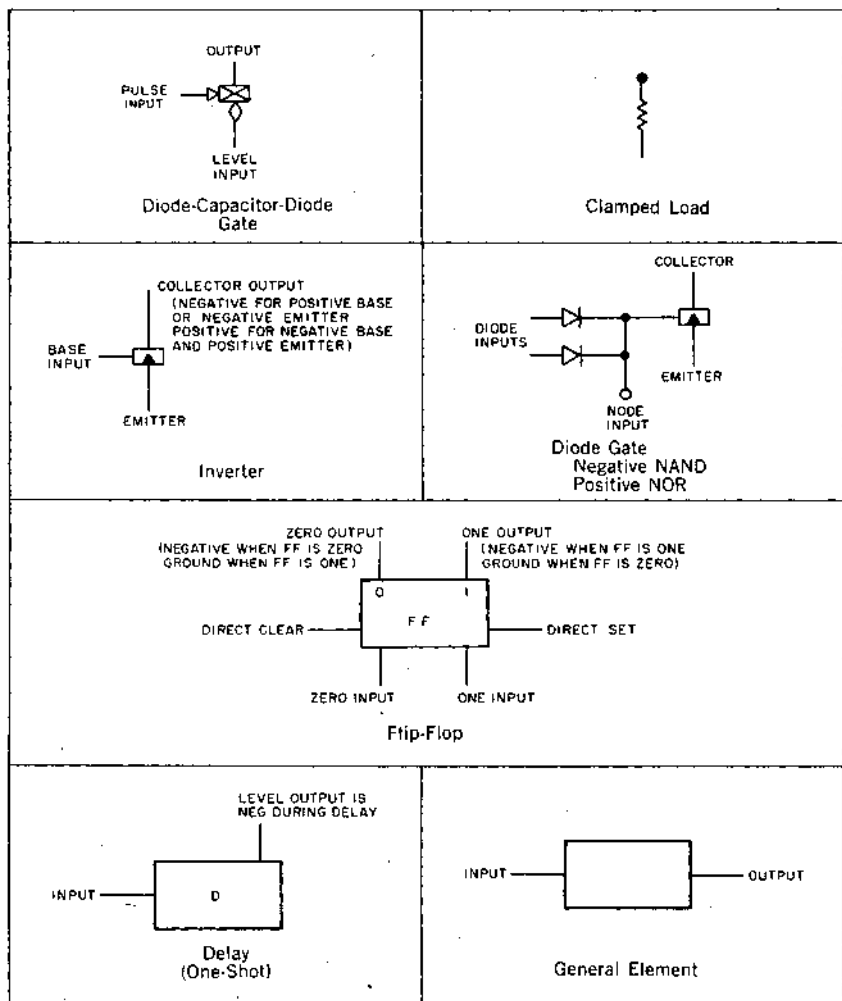 OUTPUT
PULSE
INPUT
LEVEL
INPUT
Diode-Capacitor-Diode
Gate
Clamped Load
COLLECTOR OUTPUT
(NEGATIVE FOR POSITIVE BASE
OR NEGATIVE EMITTER
POSITIVE FOR NEGATIVE BASE
AND POSITIVE EMITTER)
BASE
INPUT
EMITTER
Inverter
COLLECTOR
DIODE
INPUTS
EMITTER
NODE
INPUT
Diode Gate
Negative NAND
Positive NOR
ZERO OUTPUT
(NEGATIVE WHEN FF IS ZERO
GROUND WHEN FF IS ONE)
ONE OUTPUT
(NEGATIVE WHEN FF IS ONE
GROUND WHEN FF IS ZERO)
0 1
FF
DIRECT CLEAR
DIRECT SET
ZERO INPUT
ONE INPUT
Flip-Flop
LEVEL OUTPUT IS
NEG DURING DELAY
INPUT
D
Delay
(One-Shot)
INPUT
OUTPUT
General Element